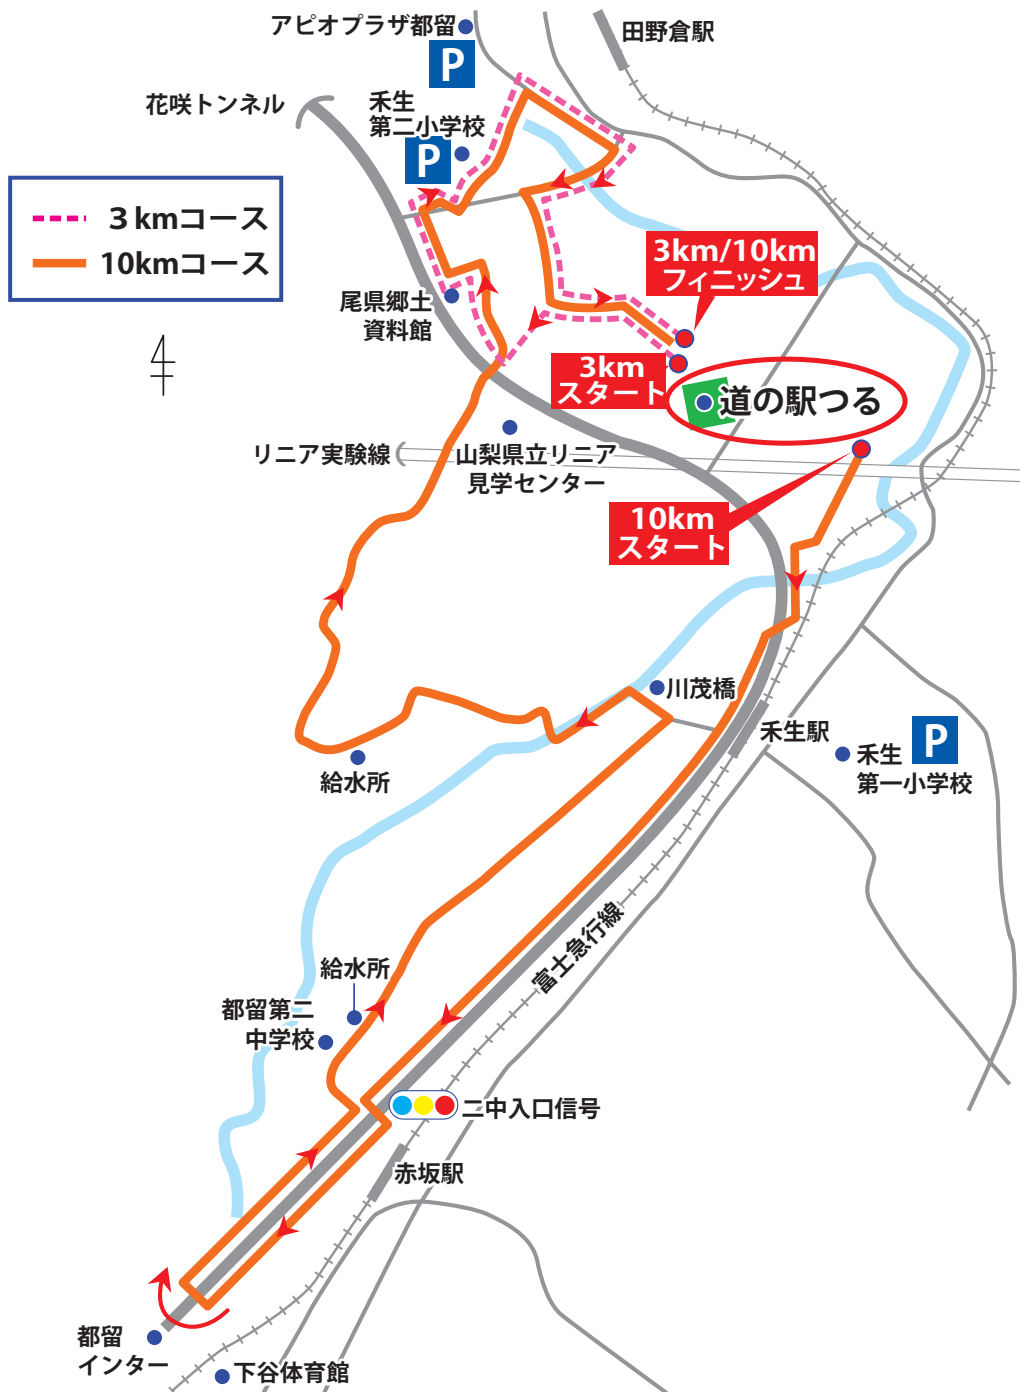 アピオプラザ都留
P
田野倉駅
花咲トンネル
禾生
第二小学校
P
3kmコース
10kmコース
3km/10km
フィニッシュ
尾県郷土
資料館
3km
スタート
道の駅つる
リニア実験線
山梨県立リニア
見学センター
10km
スタート
川茂橋
禾生駅
P
禾生
第一小学校
給水所
富士急行線
給水所
都留第二
中学校
二中入口信号
赤坂駅
都留
インター
下谷体育館